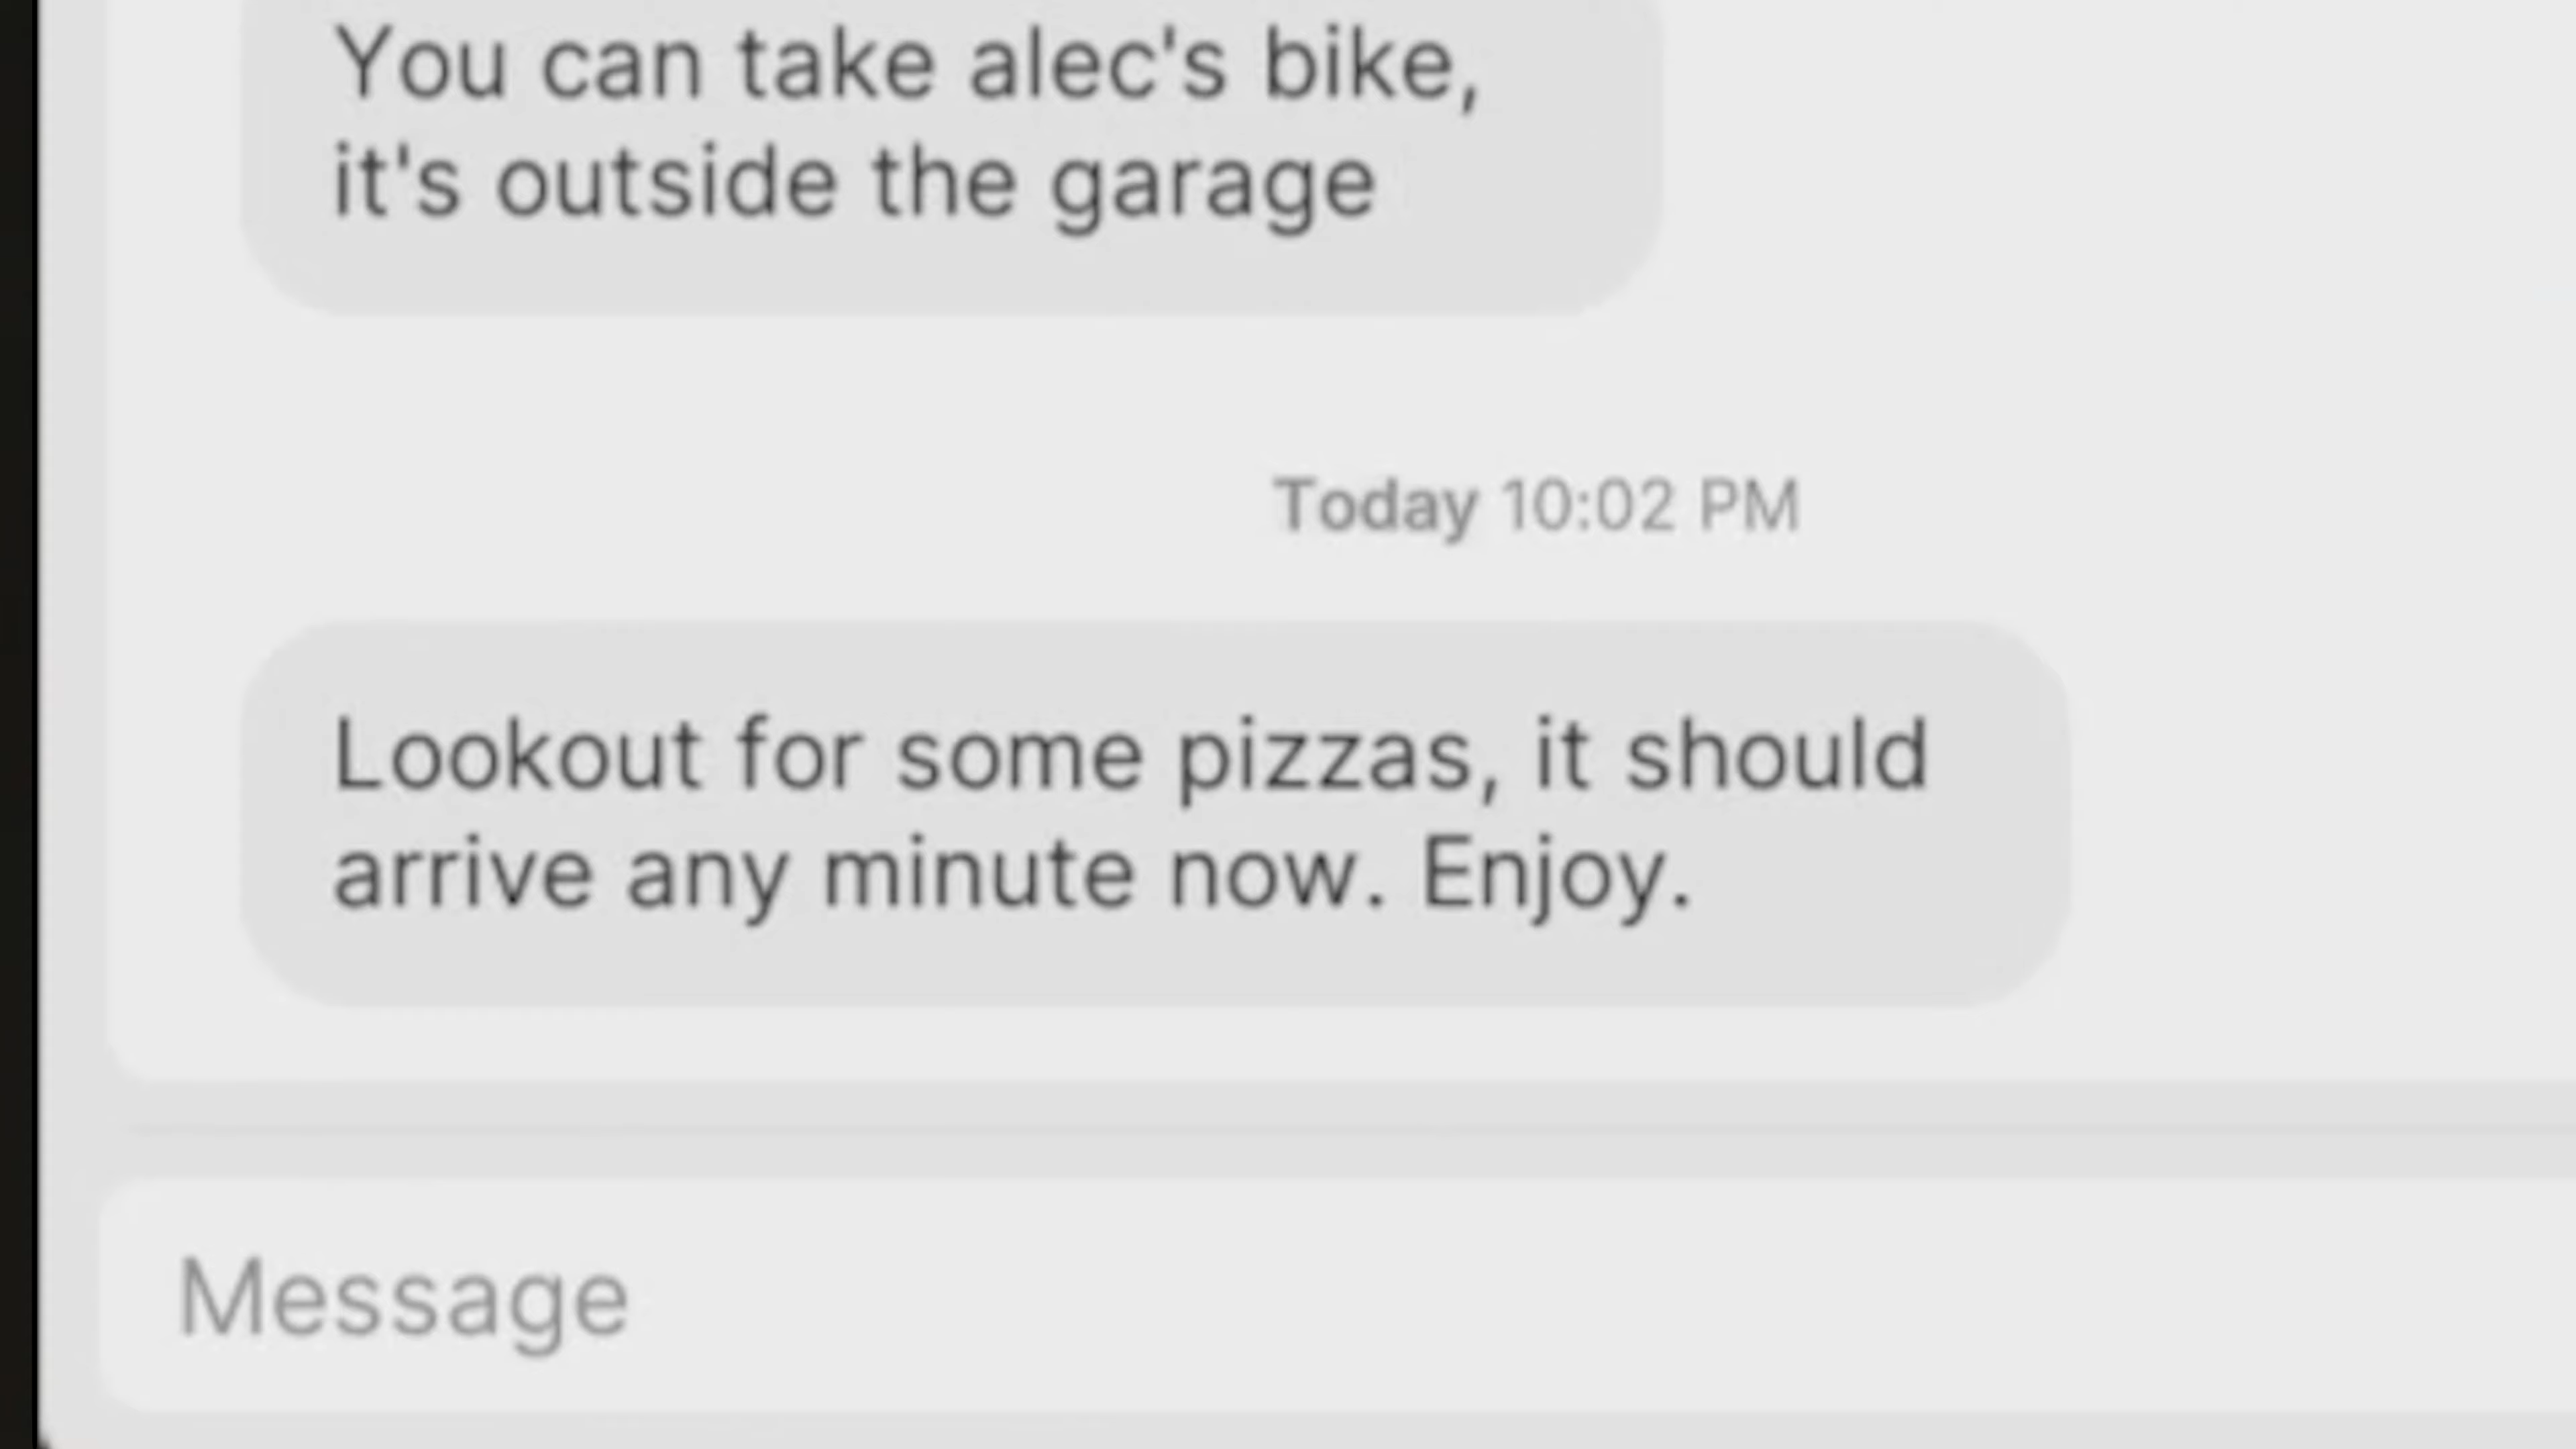 You can take alec's bike,
it's outside the garage
Today 10:02 PM
Lookout for some pizzas, it should
arrive any minute now. Enjoy.
Message